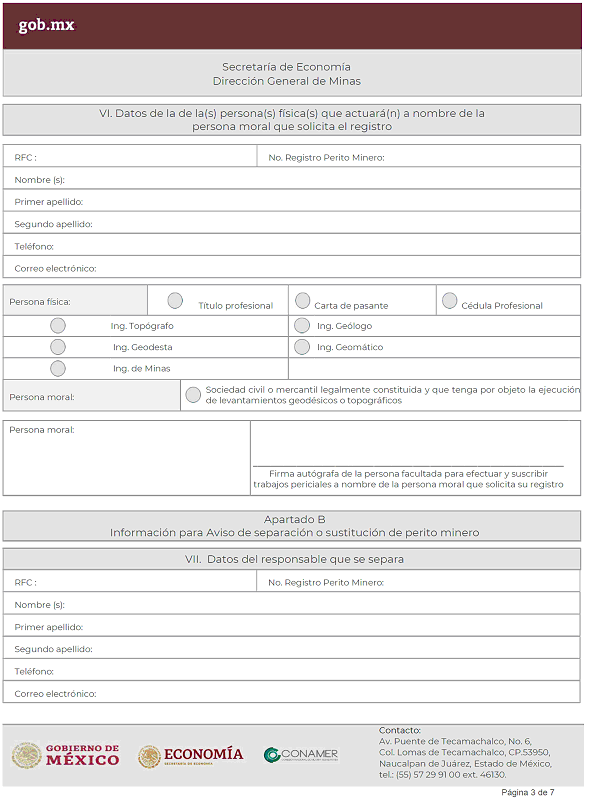 gob.mx
Secretaría de Economía
Dirección General de Minas
VI. Datos de la de la(s) persona(s) física(s) que actuará(n) a nombre de la
persona moral que solicita el registro
RFC : No. Registro Perito Minero:
Nombre (s):
Primer apellido:
Segundo apellido:
Teléfono:
Correo electrónico:
Persona física: Título profesional Carta de pasante Cédula Profesional
Ing. Topógrafo Ing. Geólogo
Ing. Geodesta Ing. Geomático
Ing. de Minas
Persona moral: Sociedad civil o mercantil legalmente constituida y que tenga por objeto la ejecución
de levantamientos geodésicos o topográficos
Persona moral:
Firma autógrafa de la persona facultada para efectuar y suscribir
trabajos periciales a nombre de la persona moral que solicita su registro
Apartado B
Información para Aviso de separación o sustitución de perito minero
VII. Datos del responsable que se separa
RFC : No. Registro Perito Minero:
Nombre (s):
Primer apellido:
Segundo apellido:
Teléfono:
Correo electrónico:
GOBIERNO DE
MÉXICO
ECONOMÍA
SECRETARÍA DE ECONOMÍA
CONAMER
Contacto:
Av. Puente de Tecamachalco, No. 6,
Col. Lomas de Tecamachalco, CP.53950,
Naucalpan de Juárez, Estado de México,
tel.: (55) 57 29 91 00 ext. 46130.
Página 3 de 7